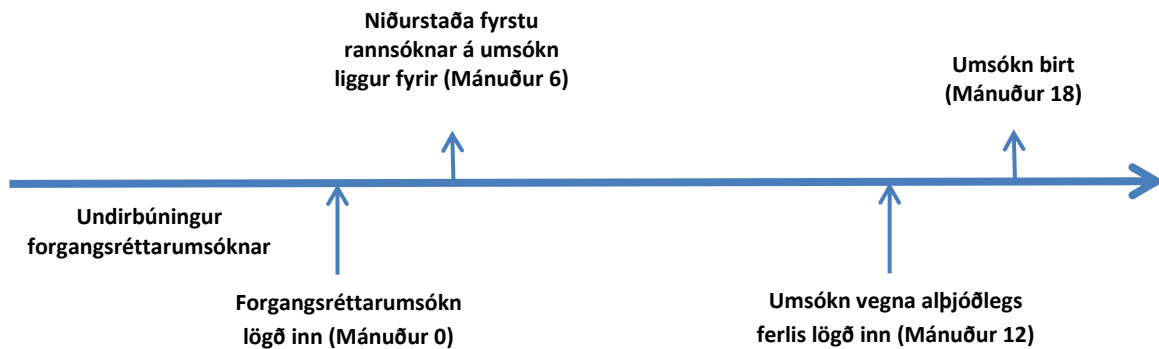 Niðurstaða fyrstu
rannsóknar á umsókn
liggur fyrir (Mánuður 6)
Umsókn birt
(Mánuður 18)
Undirbúningur
forgangsréttarumsóknar
Forgangsréttarumsókn
lögð inn (Mánuður 0)
Umsókn vegna alþjóðlegs
ferlis lögð inn (Mánuður 12)